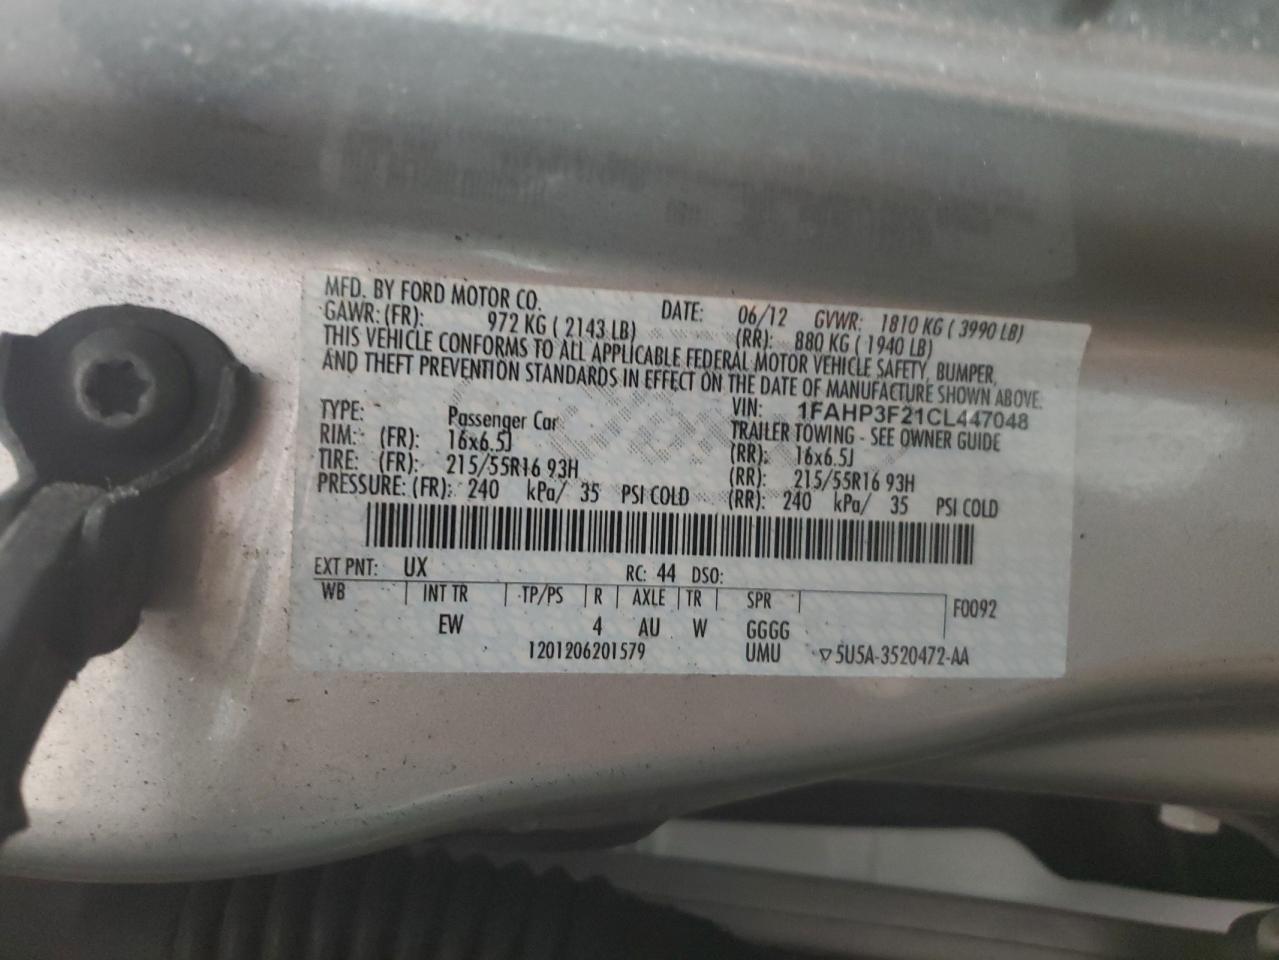 MFD. BY FORD MOTOR CO. DATE: 06/12 GVWR: 1810 KG ( 3990 LB)
GAWR: (FR): 972 KG ( 2143 LB) (RR): 880 KG ( 1940 LB)
THIS VEHICLE CONFORMS TO ALL APPLICABLE FEDERAL MOTOR VEHICLE SAFETY, BUMPER,
AND THEFT PREVENTION STANDARDS IN EFFECT ON THE DATE OF MANUFACTURE SHOWN ABOVE.
VIN: 1FAHP3F21CL447048
TYPE: Passenger Car TRAILER TOWING - SEE OWNER GUIDE
RIM: (FR): 16x6.5J (RR): 16x6.5J
TIRE: (FR): 215/55R16 93H (RR): 215/55R16 93H
PRESSURE: (FR): 240 kPa/ 35 PSI COLD (RR): 240 kPa/ 35 PSI COLD
EXT PNT: UX RC: 44 DSO:
WB INT TR TP/PS R AXLE TR SPR F0092
EW 4 AU W GGGG
1201206201579 UMU ▽5U5A-3520472-AA